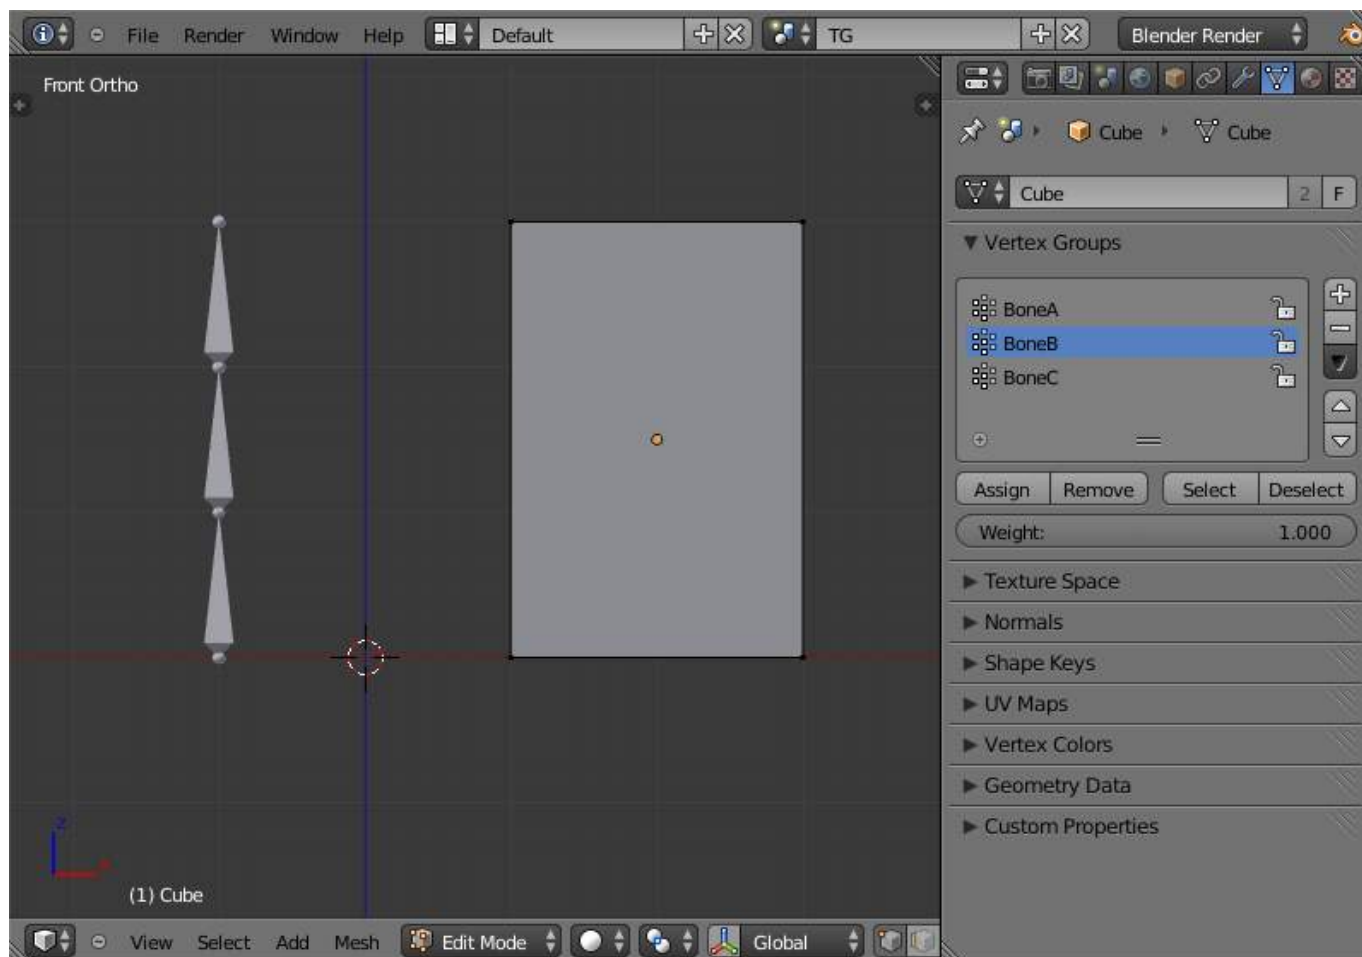 File Render Window Help Default TG Blender Render
Front Ortho
Cube Cube
Cube 2 F
Vertex Groups
BoneA
BoneB
BoneC
Assign Remove Select Deselect
Weight: 1.000
Texture Space
Normals
Shape Keys
UV Maps
Vertex Colors
Geometry Data
Custom Properties
z
x
(1) Cube
View Select Add Mesh Edit Mode Global